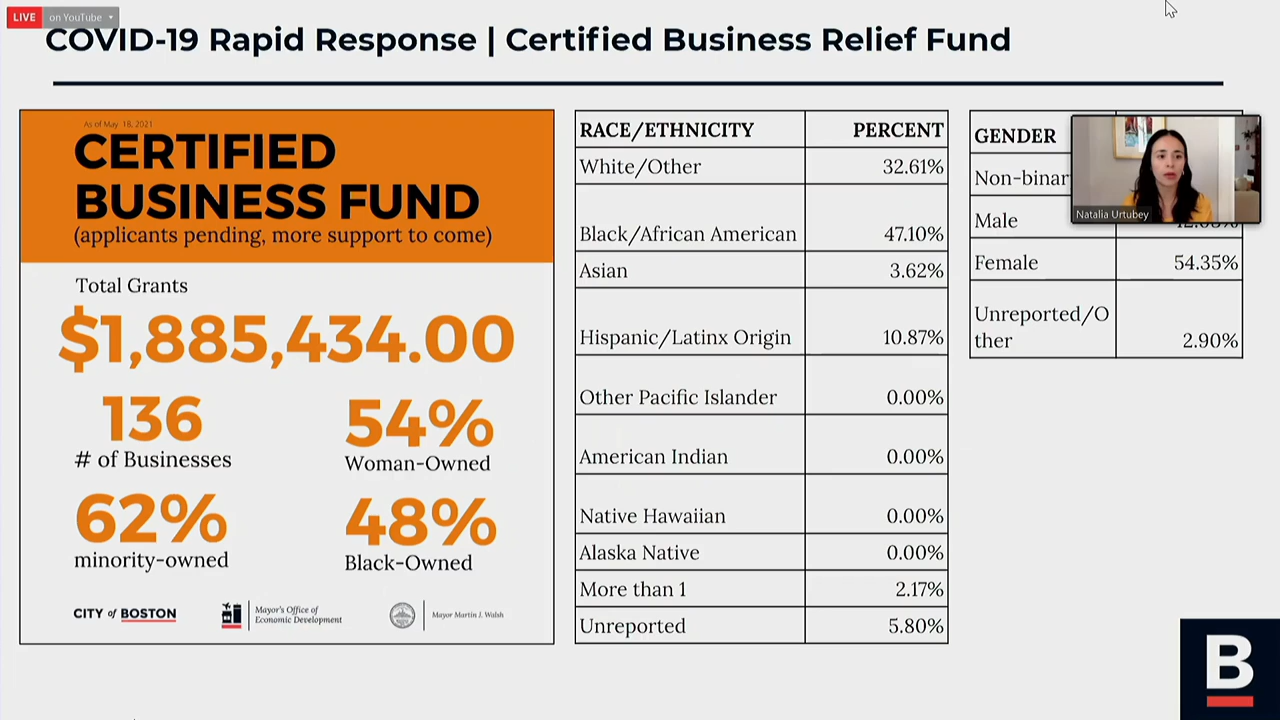 LIVE on YouTube
COVID-19 Rapid Response | Certified Business Relief Fund
As of May 18, 2021
CERTIFIED
BUSINESS FUND
(applicants pending, more support to come)
Total Grants
$1,885,434.00
136
# of Businesses
54%
Woman-Owned
62%
minority-owned
48%
Black-Owned
CITY of BOSTON
Mayor's Office of
Economic Development
Mayor Martin J. Walsh
RACE/ETHNICITY PERCENT
White/Other 32.61%
Black/African American 47.10%
Asian 3.62%
Hispanic/Latinx Origin 10.87%
Other Pacific Islander 0.00%
American Indian 0.00%
Native Hawaiian 0.00%
Alaska Native 0.00%
More than 1 2.17%
Unreported 5.80%
GENDER
Non-binar
Male
Female 54.35%
Unreported/O
ther 2.90%
Natalia Urtubey
B